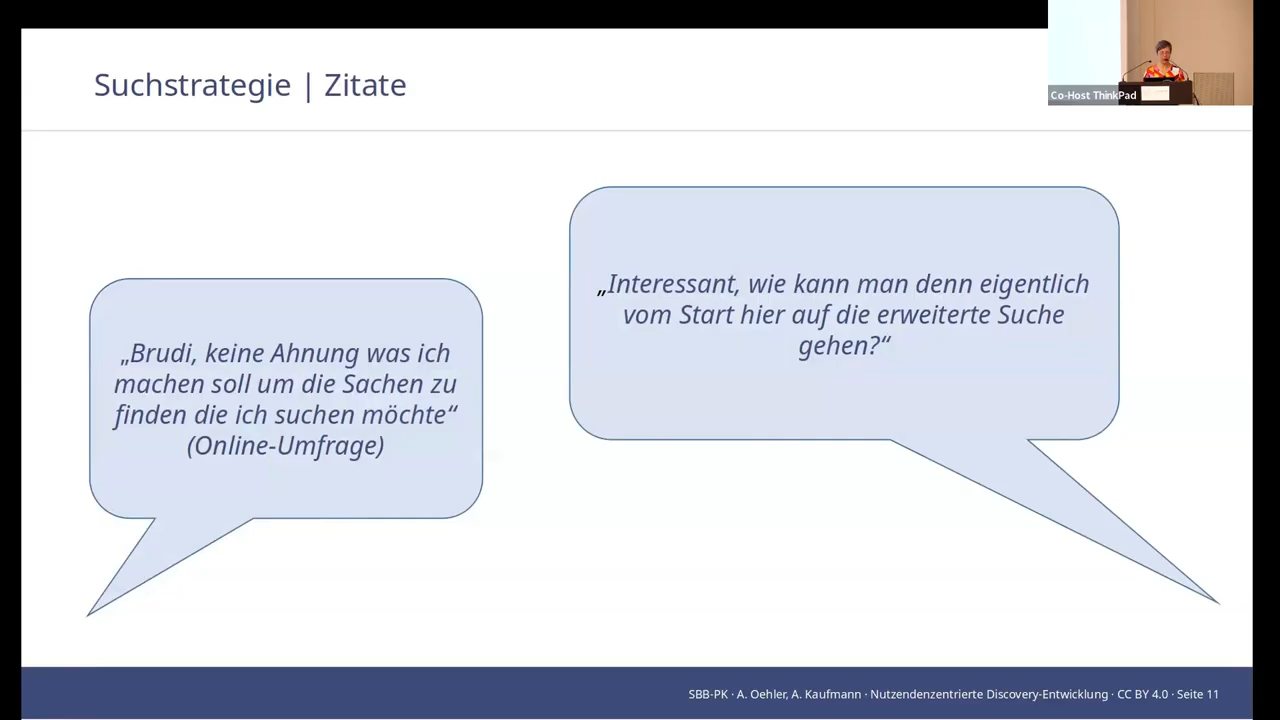 Suchstrategie | Zitate
Co-Host ThinkPad
„Brudi, keine Ahnung was ich
machen soll um die Sachen zu
finden die ich suchen möchte“
(Online-Umfrage)
„Interessant, wie kann man denn eigentlich
vom Start hier auf die erweiterte Suche
gehen?“
SBB-PK · A. Oehler, A. Kaufmann · Nutzendenzentrierte Discovery-Entwicklung · CC BY 4.0 · Seite 11